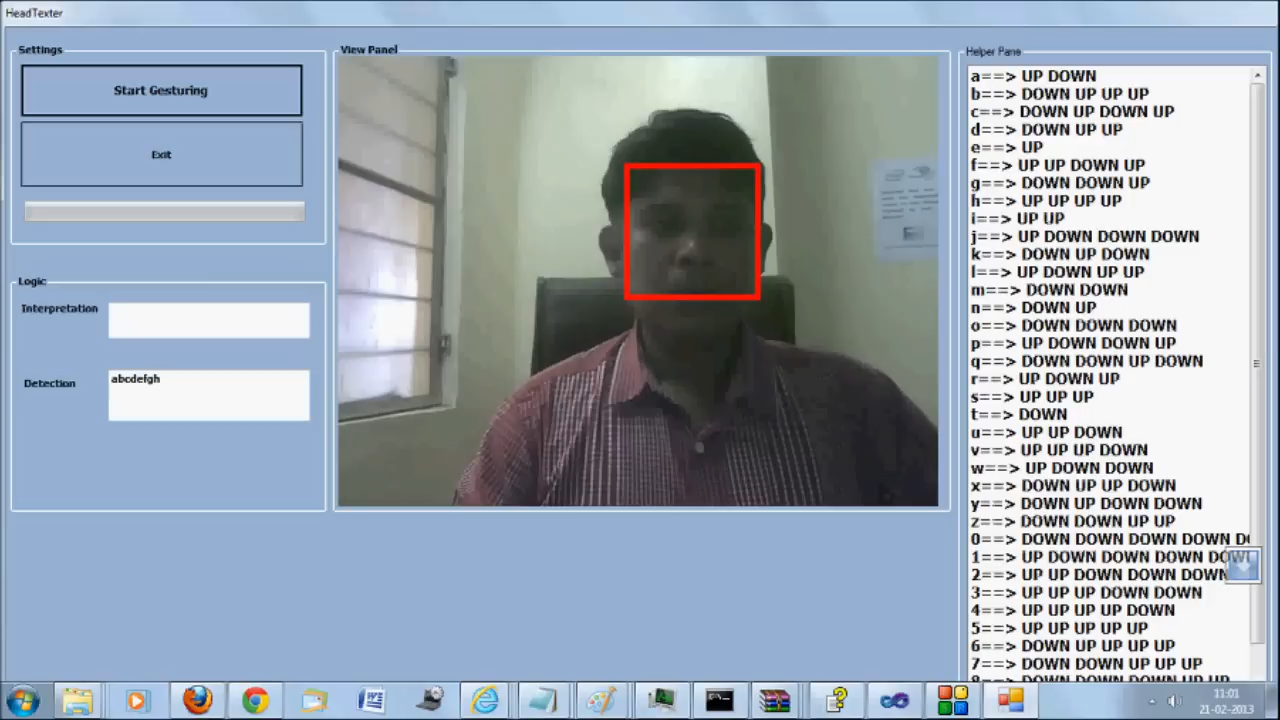 HeadTexter
Settings
Start Gesturing
Exit
Logic
Interpretation
Detection
abcdefgh
View Panel
Helper Pane
a==> UP DOWN
b==> DOWN UP UP UP
c==> DOWN UP DOWN UP
d==> DOWN UP UP
e==> UP
f==> UP UP DOWN UP
g==> DOWN DOWN UP
h==> UP UP UP UP
i==> UP UP
j==> UP DOWN DOWN DOWN
k==> DOWN UP DOWN
l==> UP DOWN UP UP
m==> DOWN DOWN
n==> DOWN UP
o==> DOWN DOWN DOWN
p==> UP DOWN DOWN UP
q==> DOWN DOWN UP DOWN
r==> UP DOWN UP
s==> UP UP UP
t==> DOWN
u==> UP UP DOWN
v==> UP UP UP DOWN
w==> UP DOWN DOWN
x==> DOWN UP UP DOWN
y==> DOWN UP DOWN DOWN
z==> DOWN DOWN UP UP
0==> DOWN DOWN DOWN DOWN
1==> UP DOWN DOWN DOWN DOWN
2==> UP UP DOWN DOWN DOWN
3==> UP UP UP DOWN DOWN
4==> UP UP UP UP DOWN
5==> UP UP UP UP UP
6==> DOWN UP UP UP UP
7==> DOWN DOWN UP UP UP
11:01
21-02-2013